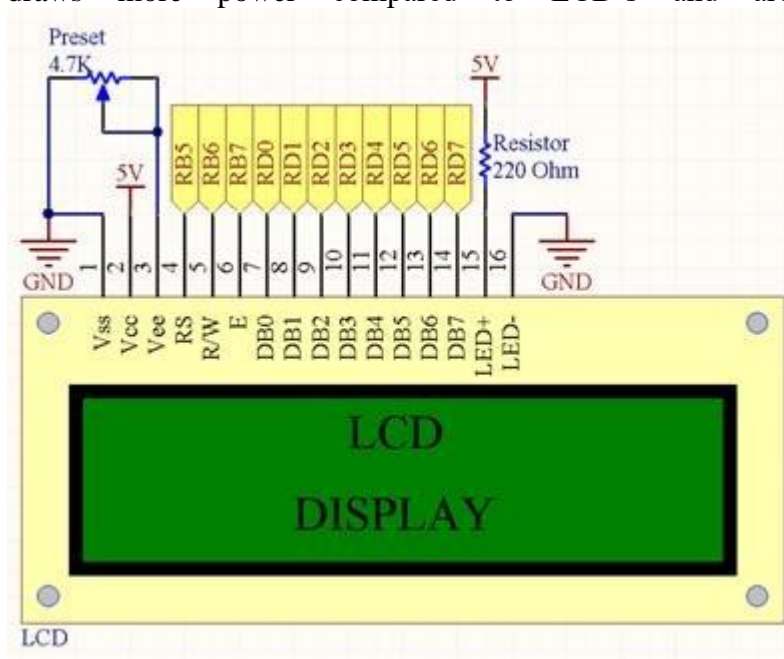 draws more power compared to LCD's and are
Preset
4.7K
5V
5V
Resistor
220 Ohm
RB5 RB6 RB7 RD0 RD1 RD2 RD3 RD4 RD5 RD6 RD7
GND
GND
1 2 3 4 5 6 7 8 9 10 11 12 13 14 15 16
Vss Vcc Vee RS R/W E DB0 DB1 DB2 DB3 DB4 DB5 DB6 DB7 LED+ LED-
LCD
DISPLAY
LCD